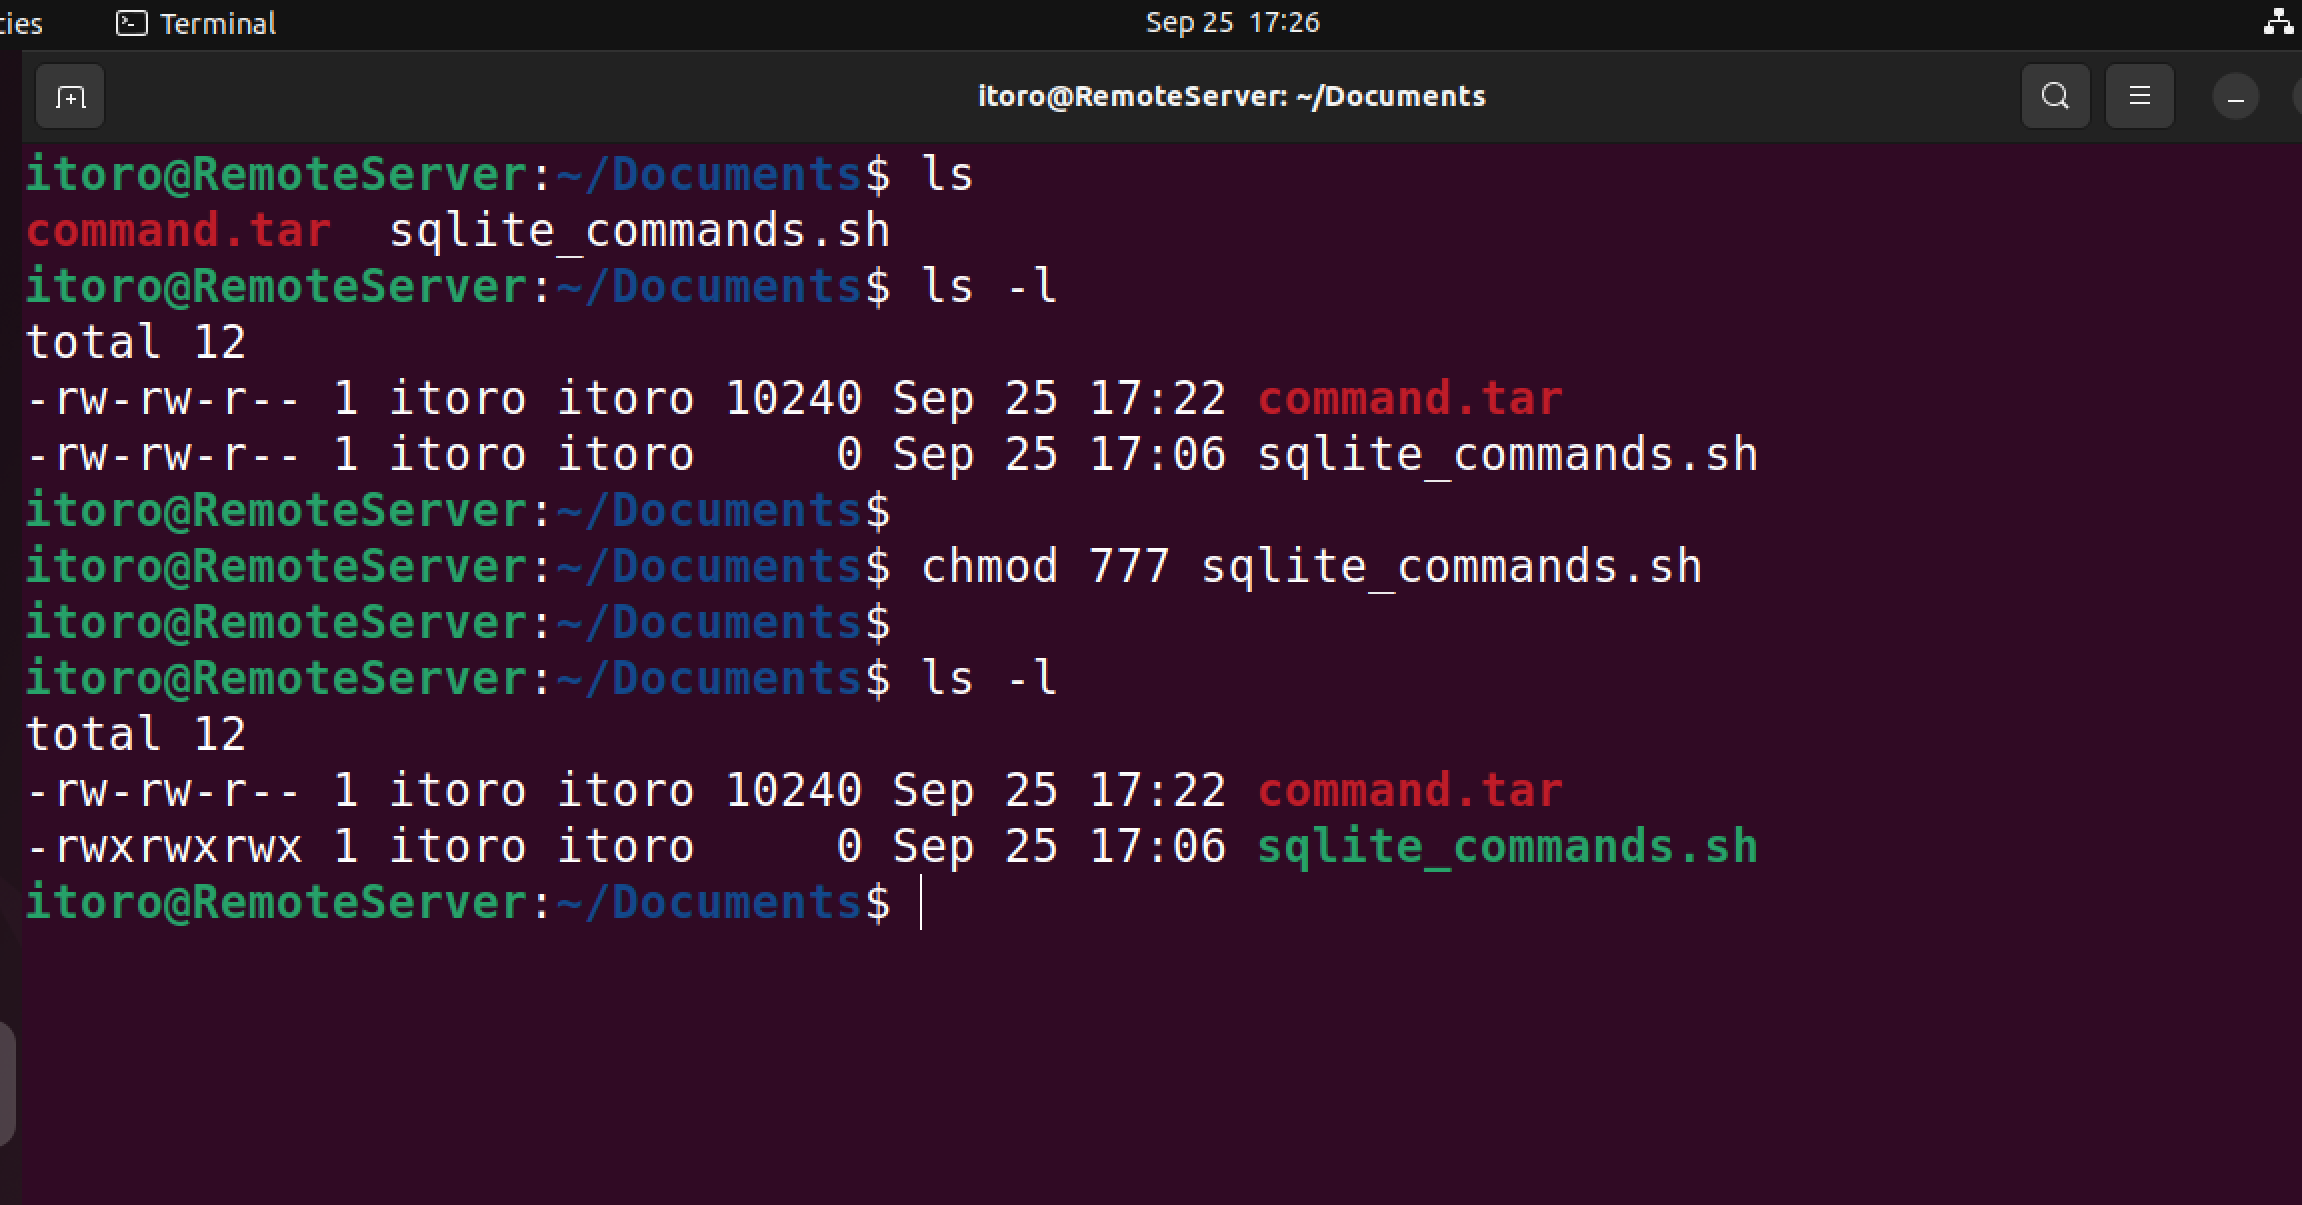 ties Terminal Sep 25 17:26
itoro@RemoteServer: ~/Documents
itoro@RemoteServer:~/Documents$ ls
command.tar  sqlite_commands.sh
itoro@RemoteServer:~/Documents$ ls -l
total 12
-rw-rw-r-- 1 itoro itoro 10240 Sep 25 17:22 command.tar
-rw-rw-r-- 1 itoro itoro     0 Sep 25 17:06 sqlite_commands.sh
itoro@RemoteServer:~/Documents$
itoro@RemoteServer:~/Documents$ chmod 777 sqlite_commands.sh
itoro@RemoteServer:~/Documents$
itoro@RemoteServer:~/Documents$ ls -l
total 12
-rw-rw-r-- 1 itoro itoro 10240 Sep 25 17:22 command.tar
-rwxrwxrwx 1 itoro itoro     0 Sep 25 17:06 sqlite_commands.sh
itoro@RemoteServer:~/Documents$